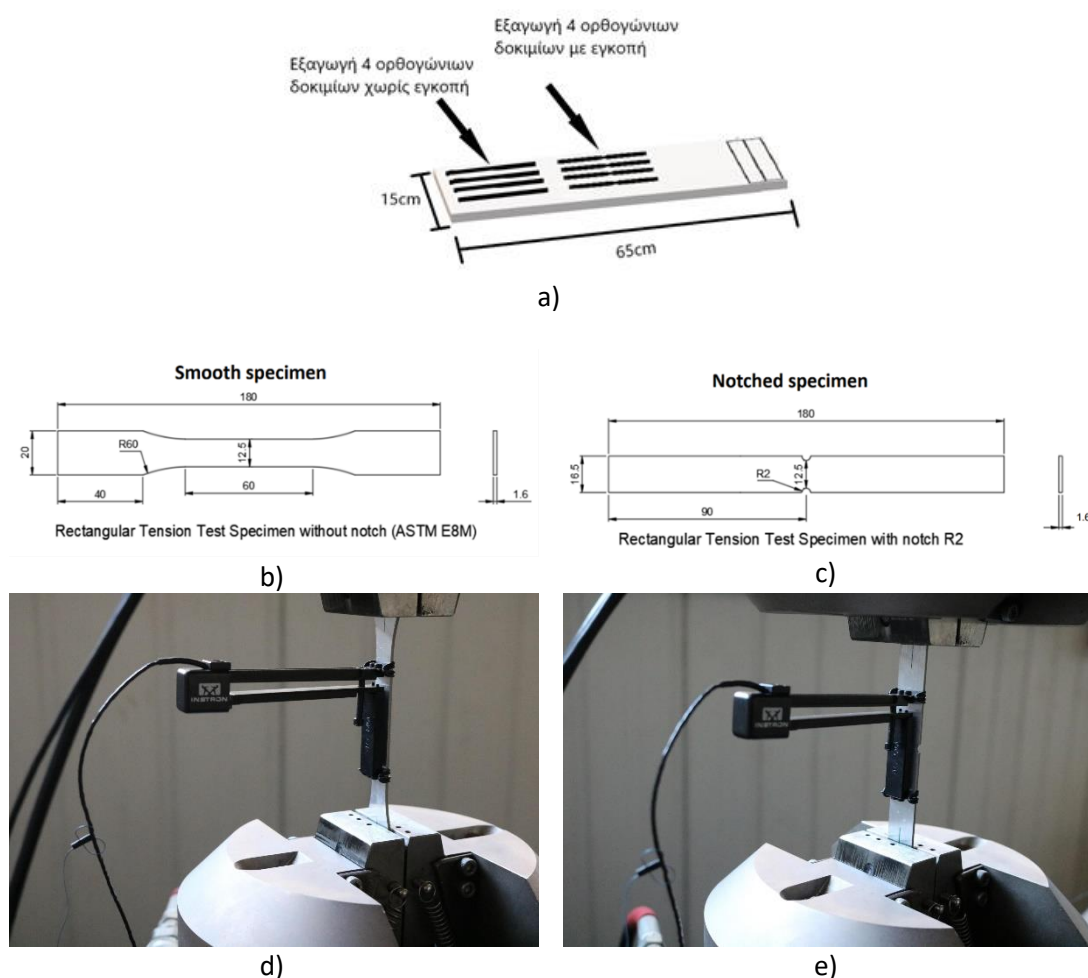 Εξαγωγή 4 ορθογώνιων
δοκιμίων με εγκοπή
Εξαγωγή 4 ορθογώνιων
δοκιμίων χωρίς εγκοπή
15cm
65cm
a)
Smooth specimen
180
20
R60
12.5
40
60
1.6
Rectangular Tension Test Specimen without notch (ASTM E8M)
b)
Notched specimen
180
16.5
R2
12.5
90
1.6
Rectangular Tension Test Specimen with notch R2
c)
INSTRON
d)
INSTRON
e)